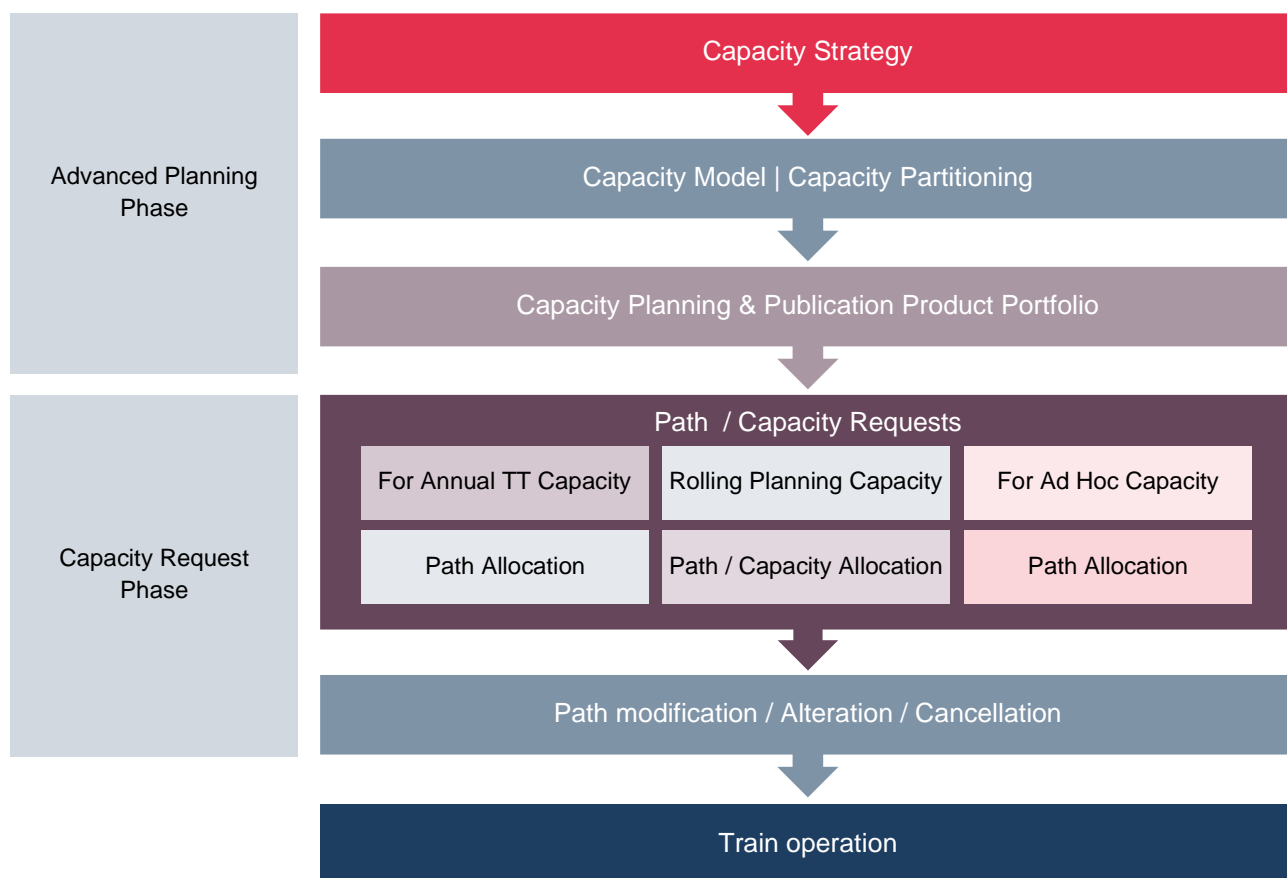 Capacity Strategy
Advanced Planning
Phase
Capacity Model | Capacity Partitioning
Capacity Planning & Publication Product Portfolio
Path / Capacity Requests
For Annual TT Capacity
Rolling Planning Capacity
For Ad Hoc Capacity
Capacity Request
Phase
Path Allocation
Path / Capacity Allocation
Path Allocation
Path modification / Alteration / Cancellation
Train operation